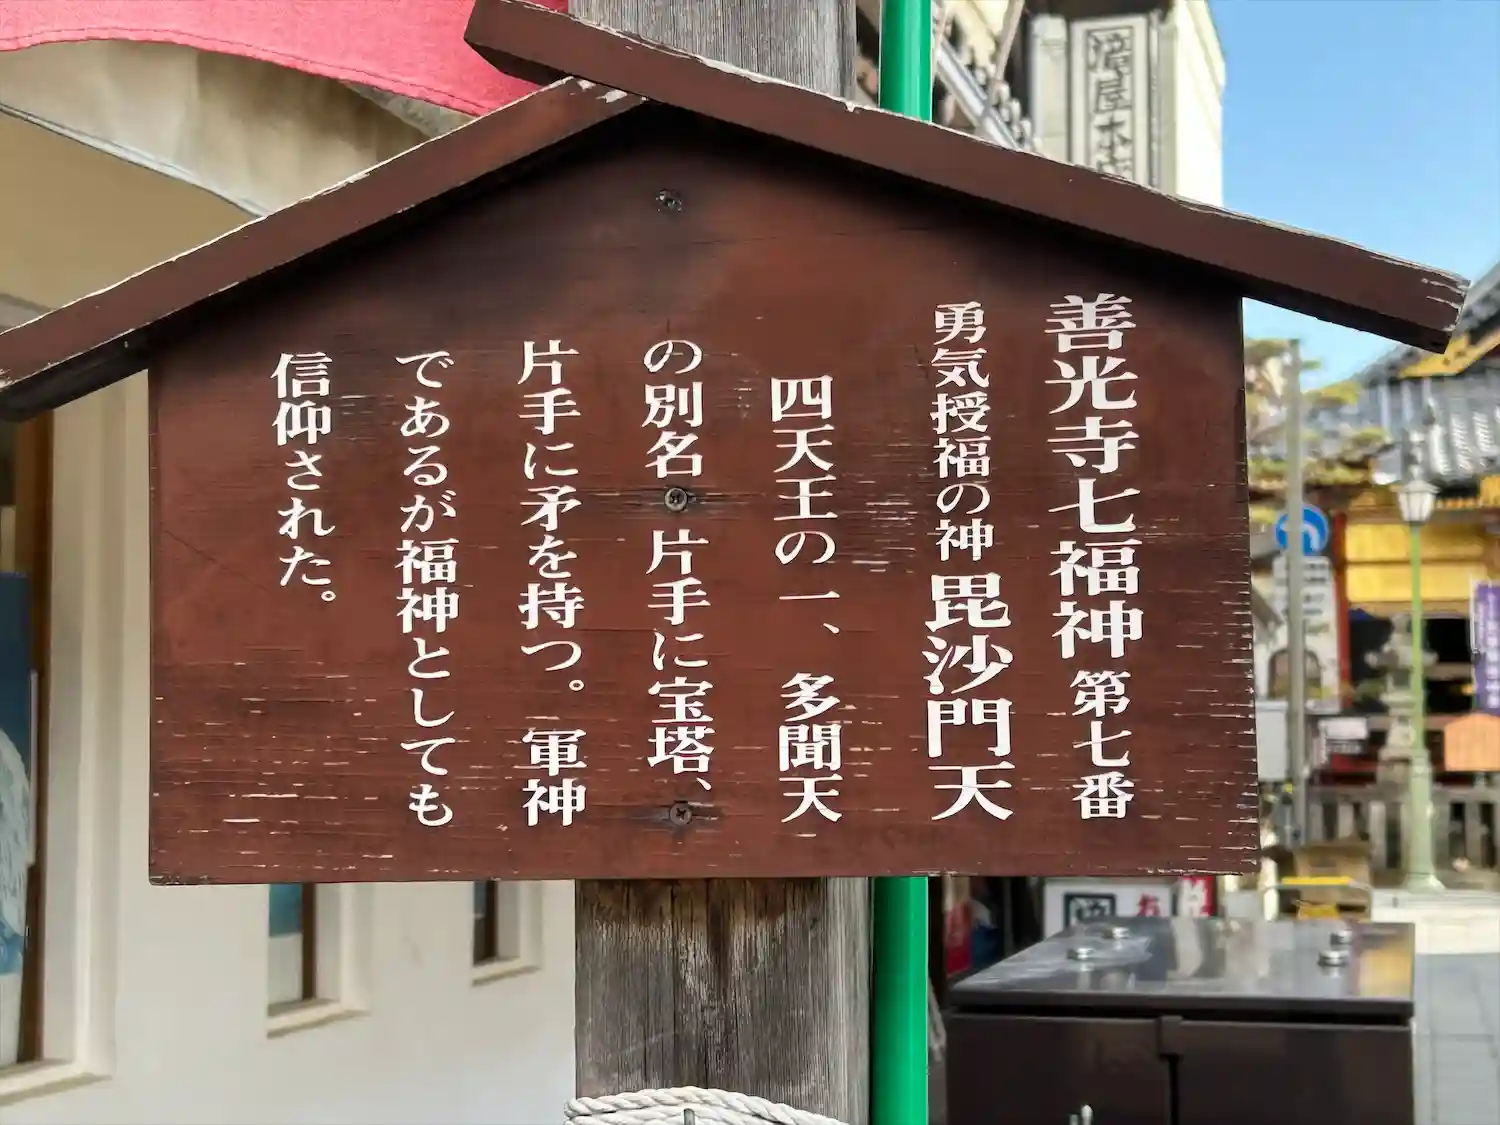 善光寺七福神 第七番
勇気授福の神 毘沙門天
四天王の一、多聞天
の別名 片手に宝塔、
片手に矛を持つ。軍神
であるが福神としても
信仰された。